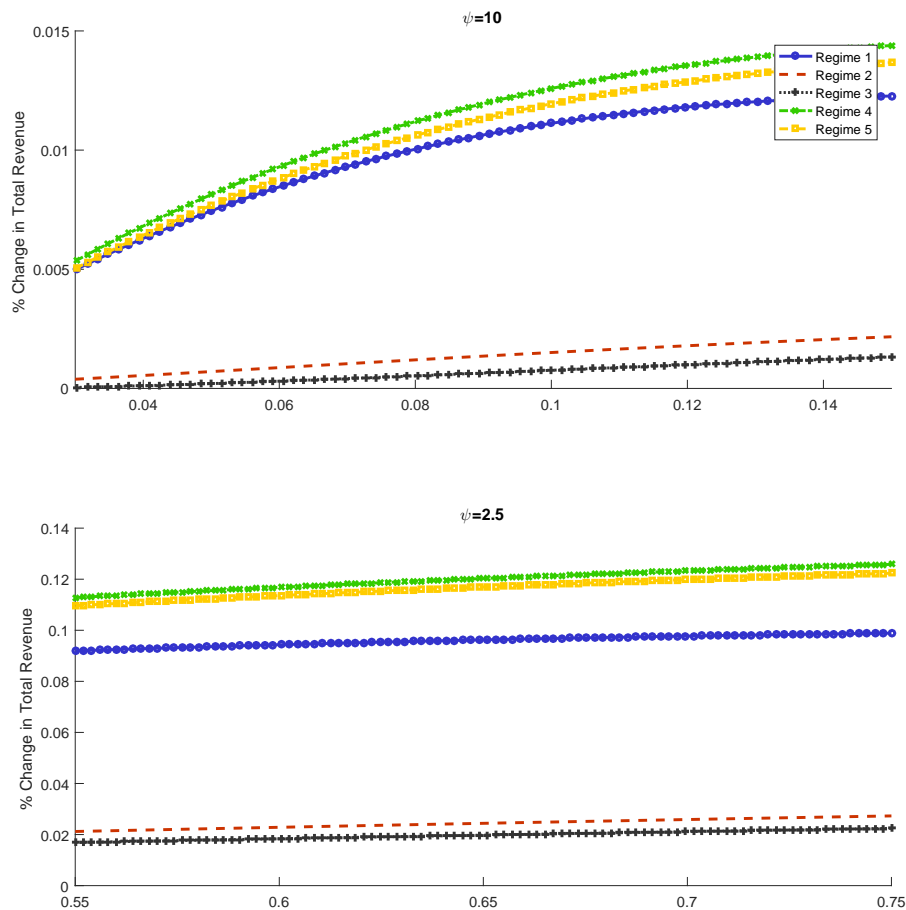 ψ=10
% Change in Total Revenue
0.015
0.01
0.005
0
0.04
0.06
0.08
0.1
0.12
0.14
Regime 1
Regime 2
Regime 3
Regime 4
Regime 5
ψ=2.5
% Change in Total Revenue
0.14
0.12
0.1
0.08
0.06
0.04
0.02
0
0.55
0.6
0.65
0.7
0.75